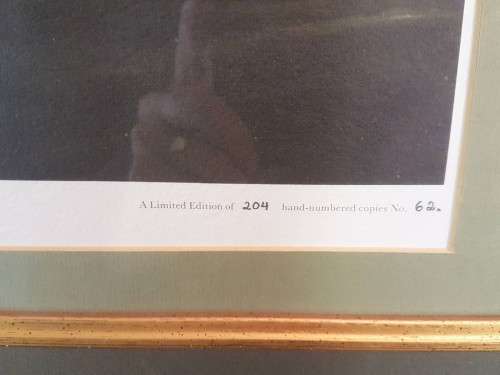 A Limited Edition of 204 hand-numbered copies No. 62.